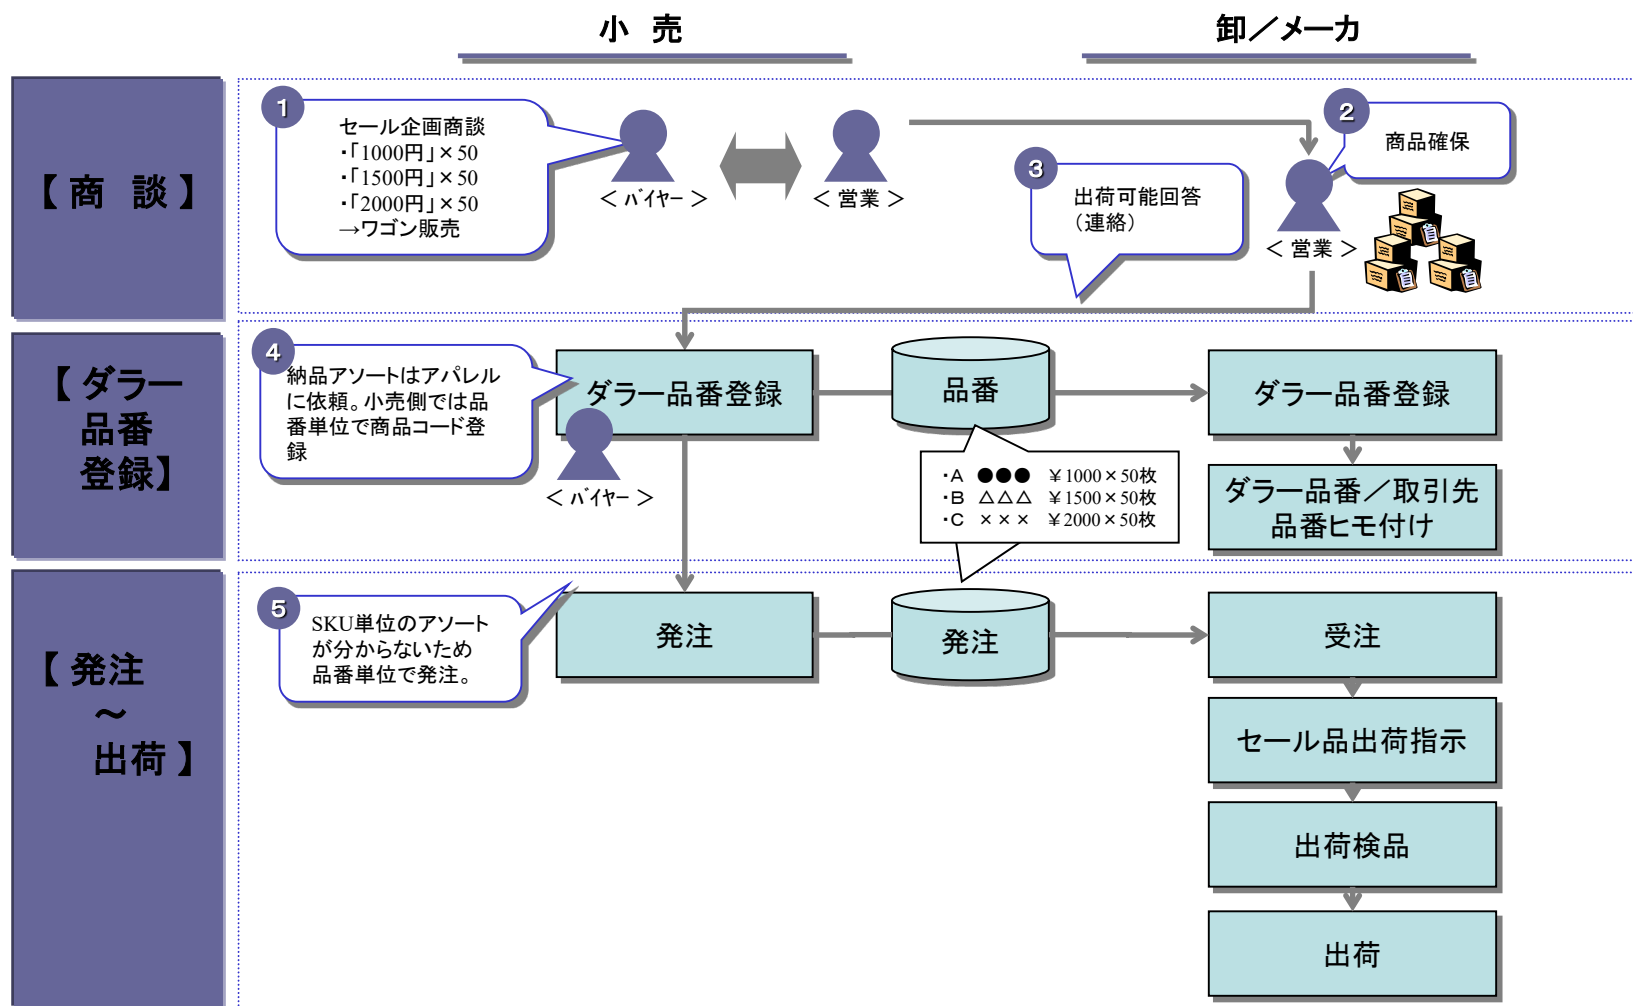 小 売
卸／メーカ
【 商 談 】
1
セール企画商談
・「1000円」×50
・「1500円」×50
・「2000円」×50
→ワゴン販売
＜ バイヤー ＞
＜ 営業 ＞
2
商品確保
3
出荷可能回答
（連絡）
＜ 営業 ＞
【 ダラー
品番
登録】
4
納品アソートはアパレル
に依頼。小売側では品
番単位で商品コード登
録
＜ バイヤー ＞
ダラー品番登録
品番
ダラー品番登録
・A ●●● ￥1000×50枚
・B △△△ ￥1500×50枚
・C ××× ￥2000×50枚
ダラー品番／取引先
品番ヒモ付け
【 発注
～
出荷 】
5
SKU単位のアソート
が分からないため
品番単位で発注。
発注
発注
受注
セール品出荷指示
出荷検品
出荷